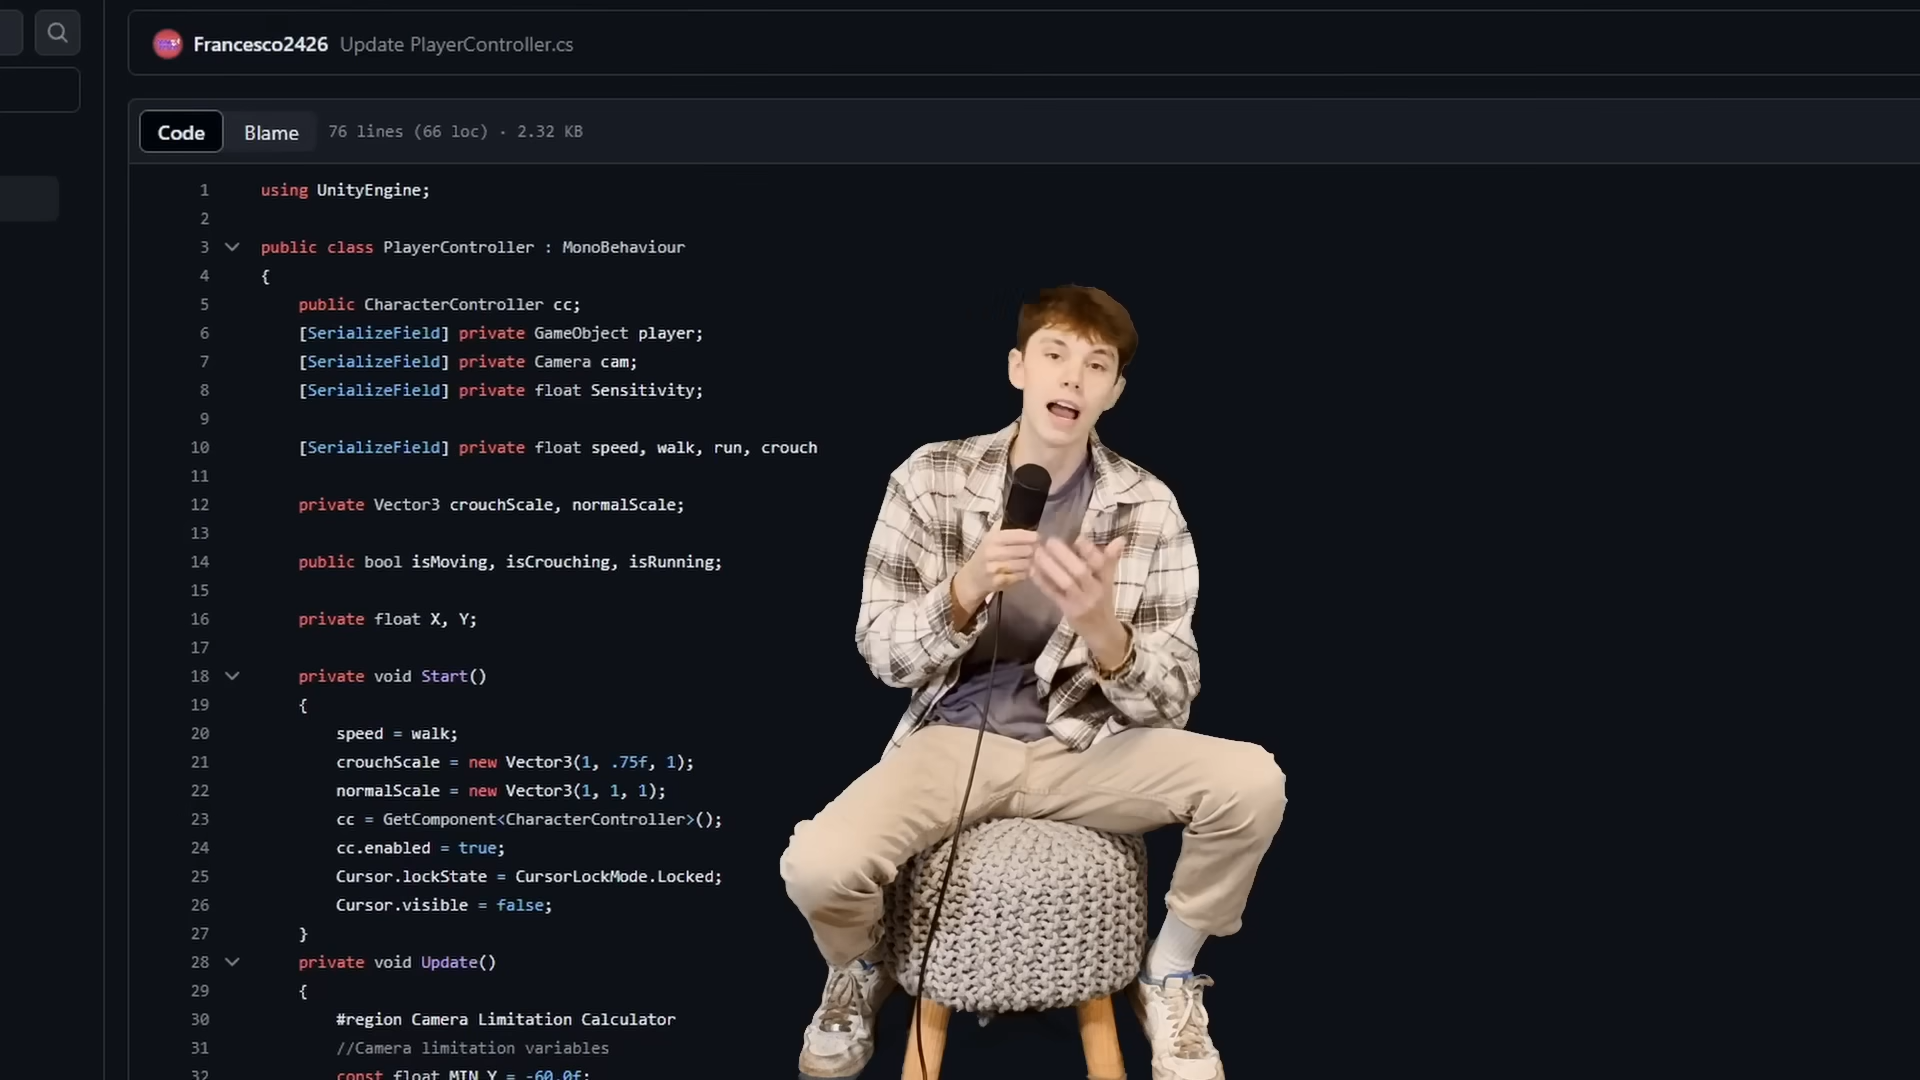 Francesco2426 Update PlayerController.cs
Code Blame 76 lines (66 loc) · 2.32 KB
1 using UnityEngine;
2
3 public class PlayerController : MonoBehaviour
4 {
5 public CharacterController cc;
6 [SerializeField] private GameObject player;
7 [SerializeField] private Camera cam;
8 [SerializeField] private float Sensitivity;
9
10 [SerializeField] private float speed, walk, run, crouch
11
12 private Vector3 crouchScale, normalScale;
13
14 public bool isMoving, isCrouching, isRunning;
15
16 private float X, Y;
17
18 private void Start()
19 {
20 speed = walk;
21 crouchScale = new Vector3(1, .75f, 1);
22 normalScale = new Vector3(1, 1, 1);
23 cc = GetComponent<CharacterController>();
24 cc.enabled = true;
25 Cursor.lockState = CursorLockMode.Locked;
26 Cursor.visible = false;
27 }
28 private void Update()
29 {
30 #region Camera Limitation Calculator
31 //Camera limitation variables
32 const float MIN_Y = -60.0f;